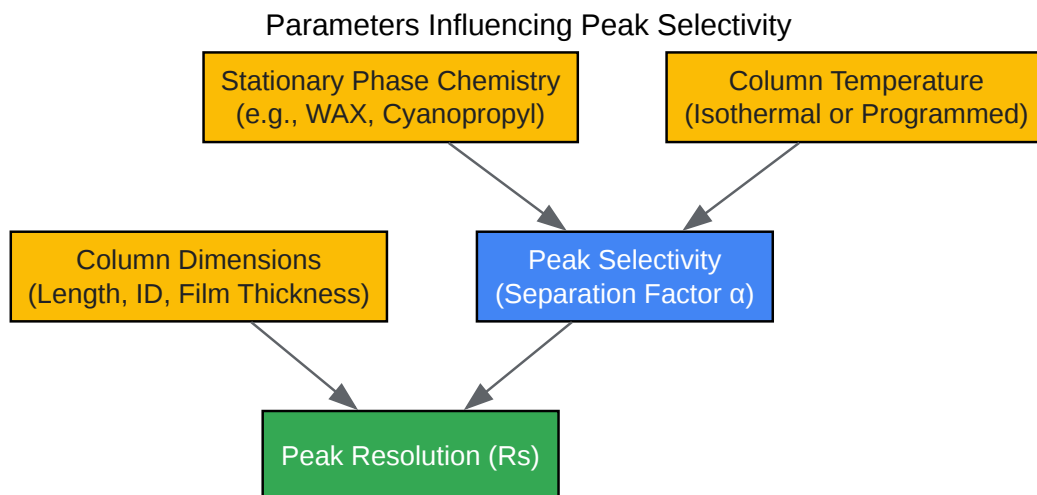 Parameters Influencing Peak Selectivity
Stationary Phase Chemistry
(e.g., WAX, Cyanopropyl)
Column Temperature
(Isothermal or Programmed)
Column Dimensions
(Length, ID, Film Thickness)
Peak Selectivity
(Separation Factor α)
Peak Resolution (Rs)